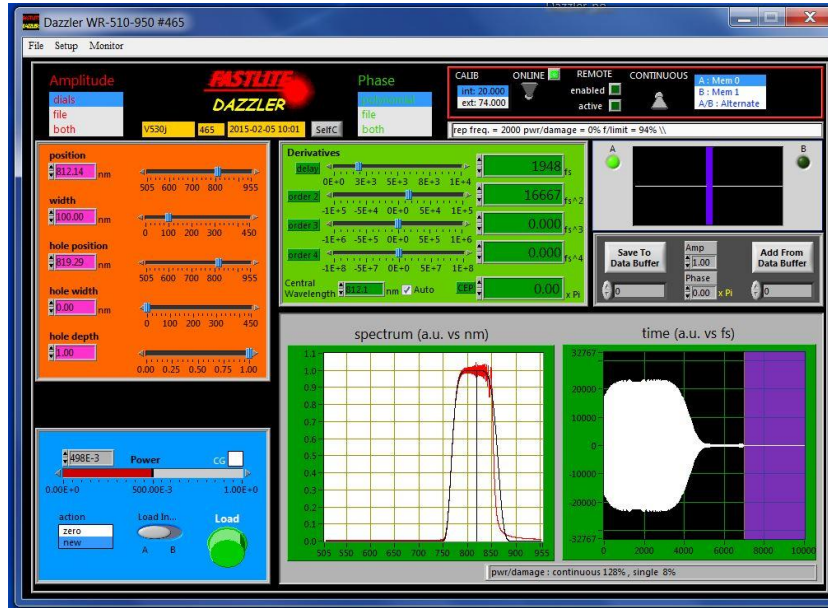 Dazzler WR-510-950 #465
File Setup Monitor
Amplitude
dials
file
both
FASTLITE
DAZZLER
V530j 465 2015-02-05 10:01 SelfC
Phase
file
both
CALIB
int: 20.000
ext: 74.000
ONLINE
REMOTE
enabled
active
CONTINUOUS
A : Mem 0
B : Mem 1
A/B : Alternate
rep freq. = 2000 pwr/damage = 0% f/limit = 94% \\
position
812.14 nm
505 600 700 800 955
width
100.00 nm
0 100 200 300 450
hole position
819.29 nm
505 600 700 800 955
hole width
0.00 nm
0 100 200 300 450
hole depth
1.00
0.00 0.25 0.50 0.75 1.00
Derivatives
delay 1948 fs
0E+0 3E+3 5E+3 8E+3 1E+4
order 2 16667 fs^2
-1E+5 -5E+4 0E+0 5E+4 1E+5
order 3 0.000 fs^3
-1E+6 -5E+5 0E+0 5E+5 1E+6
order 4 0.000 fs^4
-1E+8 -5E+7 0E+0 5E+7 1E+8
Central
Wavelength 812.1 nm Auto CEP 0.00 x Pi
A B
Save To
Data Buffer
0
Amp
1.00
Phase
0.00 x Pi
Add From
Data Buffer
0
498E-3 Power CG
0.00E+0 500.00E-3 1.00E+0
action
zero
new
Load In...
A B
Load
spectrum (a.u. vs nm)
1.1
1.0
0.9
0.8
0.7
0.6
0.5
0.4
0.3
0.2
0.1
0.0
505 550 600 650 700 750 800 850 900 955
time (a.u. vs fs)
32767
20000
10000
0
-10000
-20000
-32767
0 2000 4000 6000 8000 10000
pwr/damage : continuous 128% , single 8%